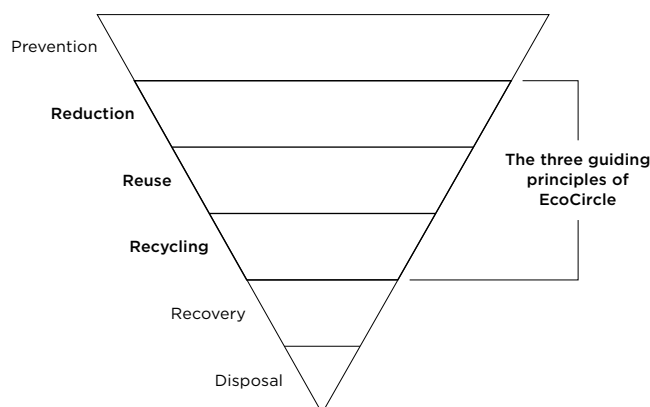 Prevention
Reduction
Reuse
Recycling
Recovery
Disposal
The three guiding
principles of
EcoCircle